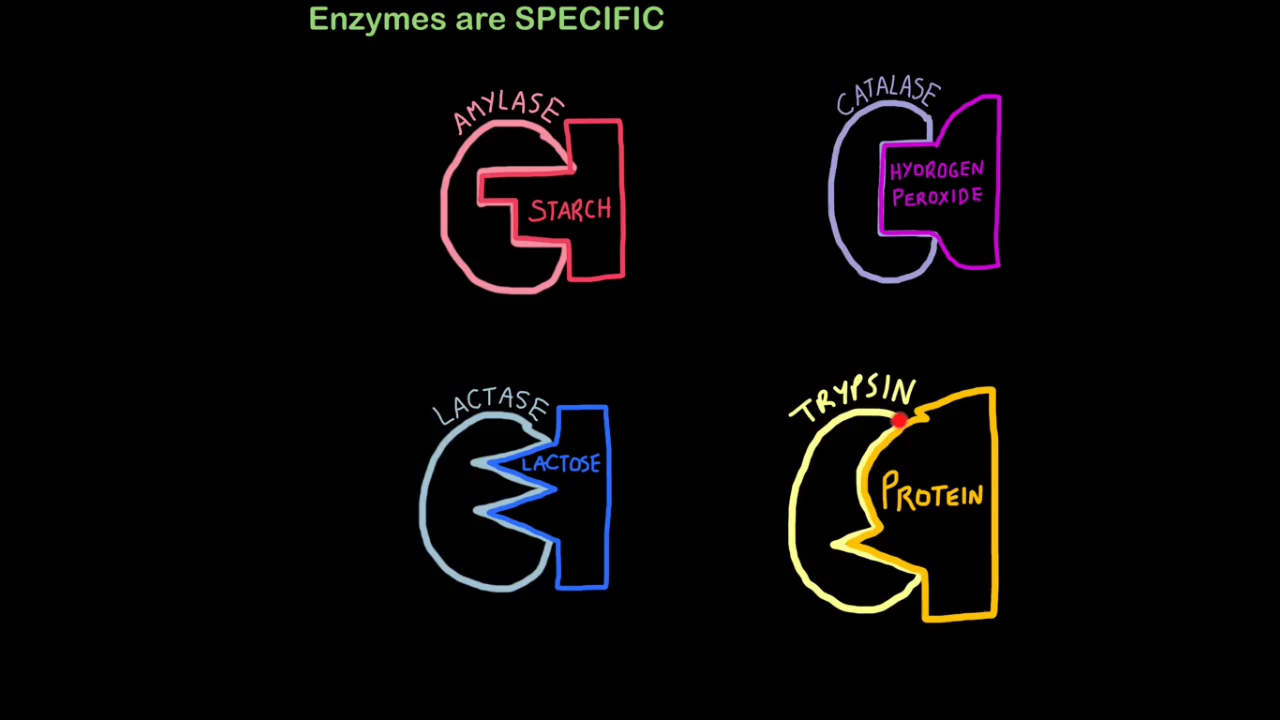 Enzymes are SPECIFIC
AMYLASE
STARCH
CATALASE
HYDROGEN
PEROXIDE
LACTASE
LACTOSE
TRYPSIN
PROTEIN